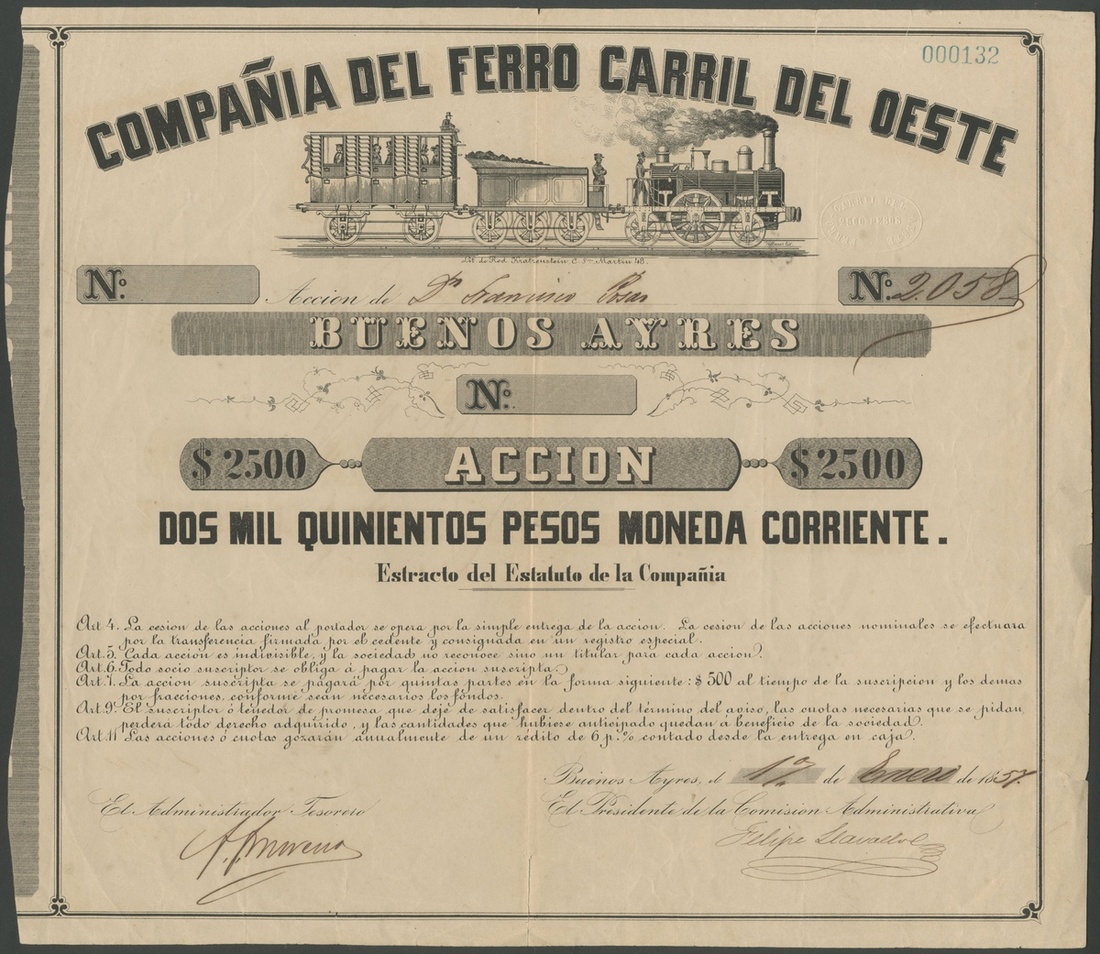 000132
COMPAÑIA DEL FERRO CARRIL DEL OESTE
Lit. de Rod. Kratzenstein C. Sn. Martin 48.
Nº.
Accion de Dn Francisco
Nº. 2.058
BUENOS AYRES
Nº.
$ 2500 ACCION $ 2500
DOS MIL QUINIENTOS PESOS MONEDA CORRIENTE.
Estracto del Estatuto de la Compañia
Art 4. La cesion de las acciones al portador se opera por la simple entrega de la accion. La cesion de las acciones nominales se efectuara
por la transferencia firmada por el cedente y consignada en un registro especial.
Art. 5. Cada accion es indivisible, y la sociedad no reconoce sino un titular para cada accion.
Art. 6. Todo socio suscriptor se obliga á pagar la accion suscripta.
Art. 7. La accion suscripta se pagará por quintas partes en la forma siguiente: $ 500 al tiempo de la suscripcion y los demas
por fracciones, conforme sean necesarios los fondos.
Art. 9. El suscriptor ó tenedor de promesa que deje de satisfacer dentro del término del aviso, las cuotas necesarias que se pidan,
perderá todo derecho adquirido, y las cantidades que hubiese anticipado quedan á beneficio de la sociedad.
Art. 11 Las acciones ó cuotas gozarán anualmente de un rédito de 6 p.% contado desde la entrega en caja.
Buenos Ayres, á 1º de Enero de 1857
El Administrador Tesorero
El Presidente de la Comision Administrativa
A. J. Moreno
Felipe Llavallol